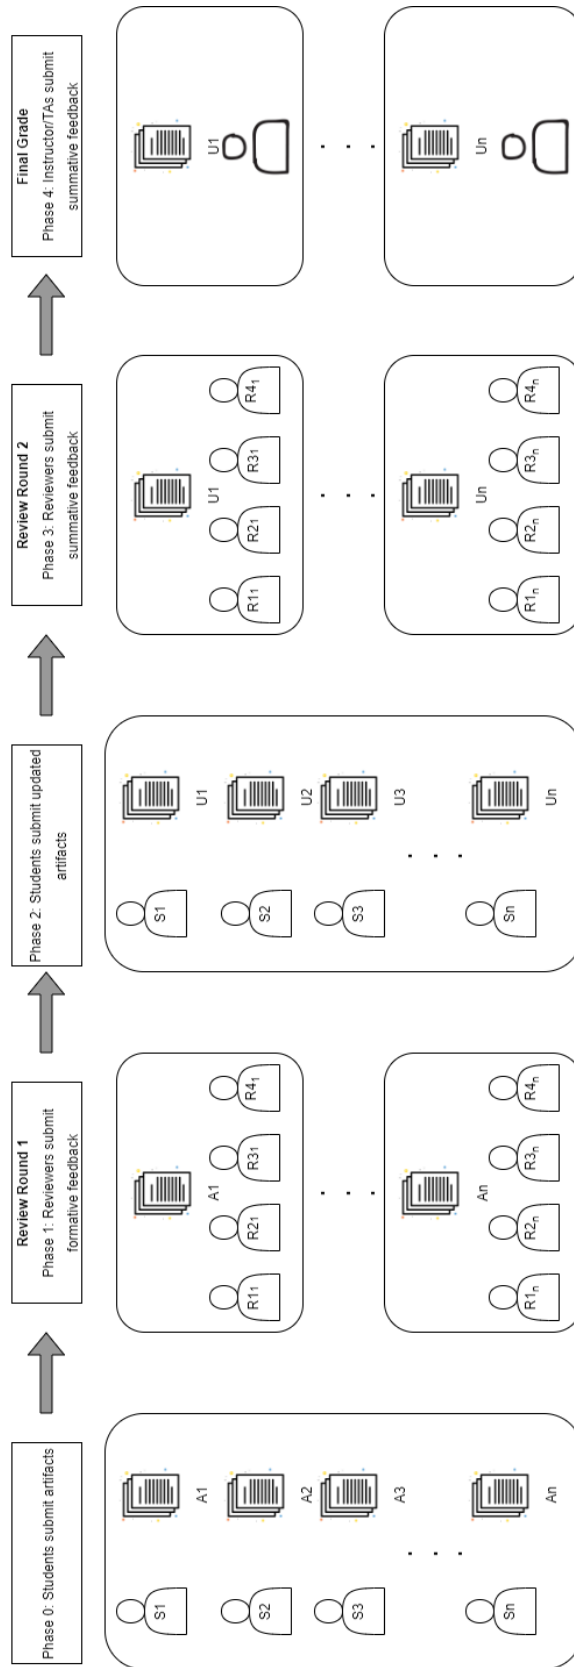 Phase 0: Students submit artifacts
S1
A1
S2
A2
S3
A3
. . .
Sn
An
Review Round 1
Phase 1: Reviewers submit
formative feedback
A1
R1₁
R2₁
R3₁
R4₁
. . .
An
R1ₙ
R2ₙ
R3ₙ
R4ₙ
Phase 2: Students submit updated
artifacts
S1
U1
S2
U2
S3
U3
. . .
Sn
Un
Review Round 2
Phase 3: Reviewers submit
summative feedback
U1
R1₁
R2₁
R3₁
R4₁
. . .
Un
R1ₙ
R2ₙ
R3ₙ
R4ₙ
Final Grade
Phase 4: Instructor/TAs submit
summative feedback
U1
. . .
Un